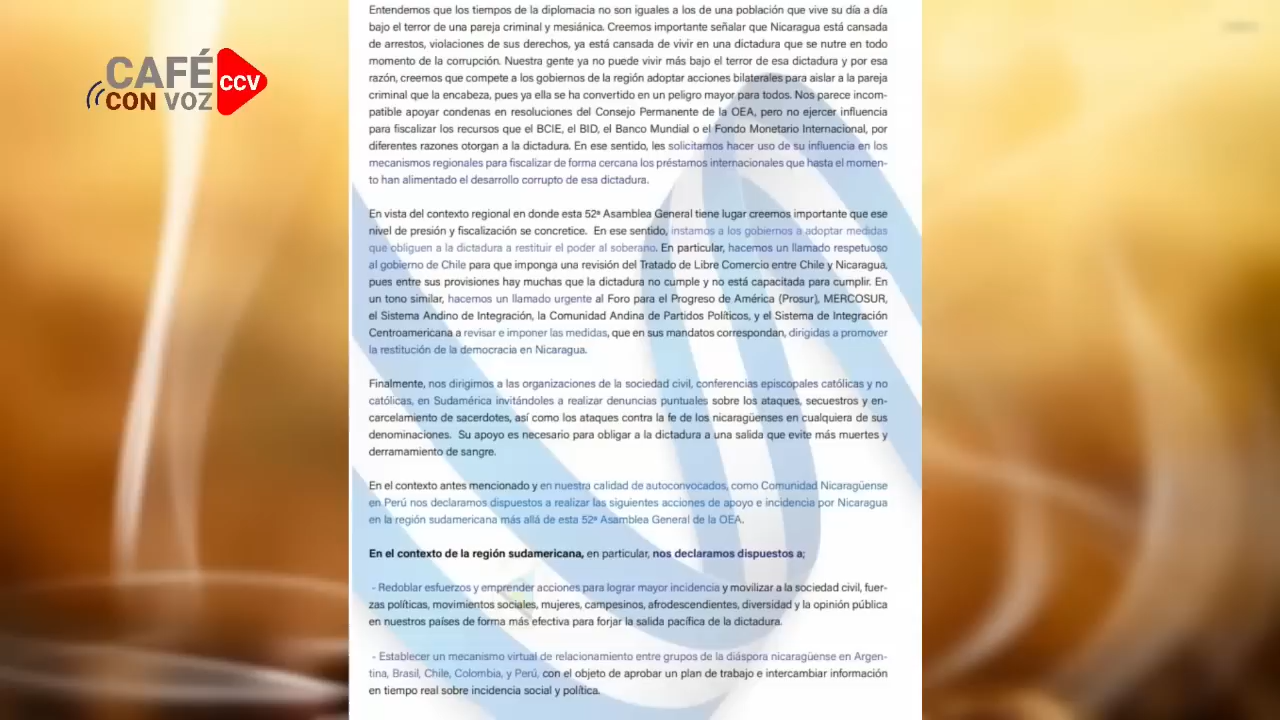 CAFÉ
CON VOZ
CCV
Entendemos que los tiempos de la diplomacia no son iguales a los de una población que vive su día a día
bajo el terror de una pareja criminal y mesiánica. Creemos importante señalar que Nicaragua está cansada
de arrestos, violaciones de sus derechos, ya está cansada de vivir en una dictadura que se nutre en todo
momento de la corrupción. Nuestra gente ya no puede vivir más bajo el terror de esa dictadura y por esa
razón, creemos que compete a los gobiernos de la región adoptar acciones bilaterales para aislar a la pareja
criminal que la encabeza, pues ya ella se ha convertido en un peligro mayor para todos. Nos parece incom-
patible apoyar condenas en resoluciones del Consejo Permanente de la OEA, pero no ejercer influencia
para fiscalizar los recursos que el BCIE, el BID, el Banco Mundial o el Fondo Monetario Internacional, por
diferentes razones otorgan a la dictadura. En ese sentido, les solicitamos hacer uso de su influencia en los
mecanismos regionales para fiscalizar de forma cercana los préstamos internacionales que hasta el momen-
to han alimentado el desarrollo corrupto de esa dictadura.
En vista del contexto regional en donde esta 52ª Asamblea General tiene lugar creemos importante que ese
nivel de presión y fiscalización se concretice. En ese sentido, instamos a los gobiernos a adoptar medidas
que obliguen a la dictadura a restituir el poder al soberano. En particular, hacemos un llamado respetuoso
al gobierno de Chile para que imponga una revisión del Tratado de Libre Comercio entre Chile y Nicaragua,
pues entre sus provisiones hay muchas que la dictadura no cumple y no está capacitada para cumplir. En
un tono similar, hacemos un llamado urgente al Foro para el Progreso de América (Prosur), MERCOSUR,
el Sistema Andino de Integración, la Comunidad Andina de Partidos Políticos, y el Sistema de Integración
Centroamericana a revisar e imponer las medidas, que en sus mandatos correspondan, dirigidas a promover
la restitución de la democracia en Nicaragua.
Finalmente, nos dirigimos a las organizaciones de la sociedad civil, conferencias episcopales católicas y no
católicas, en Sudamérica invitándoles a realizar denuncias puntuales sobre los ataques, secuestros y en-
carcelamiento de sacerdotes, así como los ataques contra la fe de los nicaragüenses en cualquiera de sus
denominaciones. Su apoyo es necesario para obligar a la dictadura a una salida que evite más muertes y
derramamiento de sangre.
En el contexto antes mencionado y en nuestra calidad de autoconvocados, como Comunidad Nicaragüense
en Perú nos declaramos dispuestos a realizar las siguientes acciones de apoyo e incidencia por Nicaragua
en la región sudamericana más allá de esta 52ª Asamblea General de la OEA.
En el contexto de la región sudamericana, en particular, nos declaramos dispuestos a;
- Redoblar esfuerzos y emprender acciones para lograr mayor incidencia y movilizar a la sociedad civil, fuer-
zas políticas, movimientos sociales, mujeres, campesinos, afrodescendientes, diversidad y la opinión pública
en nuestros países de forma más efectiva para forjar la salida pacífica de la dictadura.
- Establecer un mecanismo virtual de relacionamiento entre grupos de la diáspora nicaragüense en Argen-
tina, Brasil, Chile, Colombia, y Perú, con el objeto de aprobar un plan de trabajo e intercambiar información
en tiempo real sobre incidencia social y política.